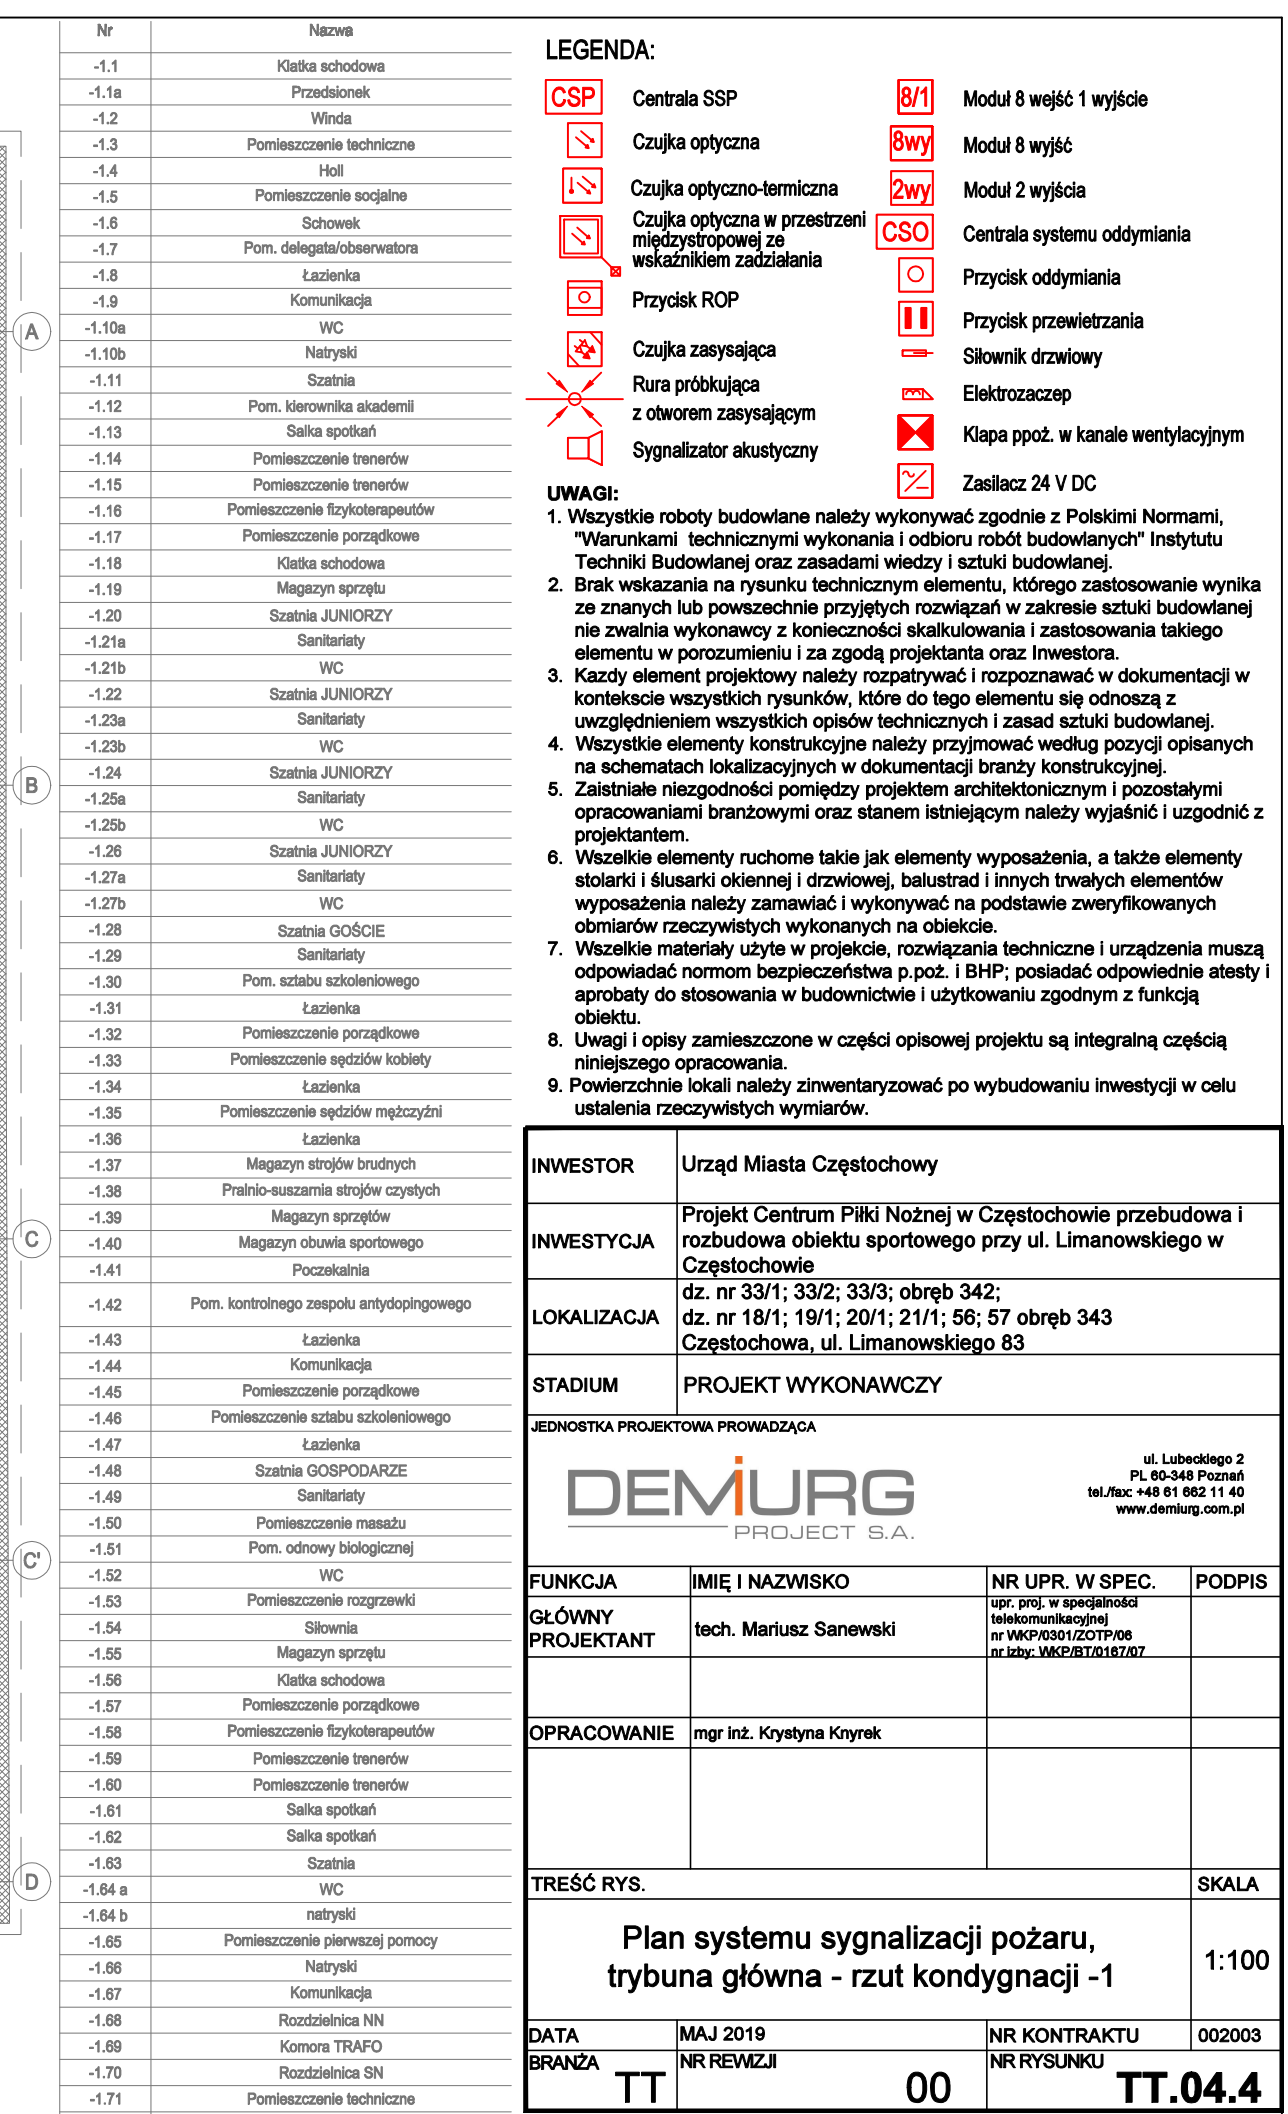 Nr Nazwa
-1.1 Klatka schodowa
-1.1a Przedsionek
-1.2 Winda
-1.3 Pomieszczenie techniczne
-1.4 Holl
-1.5 Pomieszczenie socjalne
-1.6 Schowek
-1.7 Pom. delegata/obserwatora
-1.8 Łazienka
-1.9 Komunikacja
-1.10a WC
-1.10b Natryski
-1.11 Szatnia
-1.12 Pom. kierownika akademii
-1.13 Salka spotkań
-1.14 Pomieszczenie trenerów
-1.15 Pomieszczenie trenerów
-1.16 Pomieszczenie fizykoterapeutów
-1.17 Pomieszczenie porządkowe
-1.18 Klatka schodowa
-1.19 Magazyn sprzętu
-1.20 Szatnia JUNIORZY
-1.21a Sanitariaty
-1.21b WC
-1.22 Szatnia JUNIORZY
-1.23a Sanitariaty
-1.23b WC
-1.24 Szatnia JUNIORZY
-1.25a Sanitariaty
-1.25b WC
-1.26 Szatnia JUNIORZY
-1.27a Sanitariaty
-1.27b WC
-1.28 Szatnia GOŚCIE
-1.29 Sanitariaty
-1.30 Pom. sztabu szkoleniowego
-1.31 Łazienka
-1.32 Pomieszczenie porządkowe
-1.33 Pomieszczenie sędziów kobiety
-1.34 Łazienka
-1.35 Pomieszczenie sędziów mężczyźni
-1.36 Łazienka
-1.37 Magazyn strojów brudnych
-1.38 Pralnio-suszarnia strojów czystych
-1.39 Magazyn sprzętów
-1.40 Magazyn obuwia sportowego
-1.41 Poczekalnia
-1.42 Pom. kontrolnego zespołu antydopingowego
-1.43 Łazienka
-1.44 Komunikacja
-1.45 Pomieszczenie porządkowe
-1.46 Pomieszczenie sztabu szkoleniowego
-1.47 Łazienka
-1.48 Szatnia GOSPODARZE
-1.49 Sanitariaty
-1.50 Pomieszczenie masażu
-1.51 Pom. odnowy biologicznej
-1.52 WC
-1.53 Pomieszczenie rozgrzewki
-1.54 Siłownia
-1.55 Magazyn sprzętu
-1.56 Klatka schodowa
-1.57 Pomieszczenie porządkowe
-1.58 Pomieszczenie fizykoterapeutów
-1.59 Pomieszczenie trenerów
-1.60 Pomieszczenie trenerów
-1.61 Salka spotkań
-1.62 Salka spotkań
-1.63 Szatnia
-1.64 a WC
-1.64 b natryski
-1.65 Pomieszczenie pierwszej pomocy
-1.66 Natryski
-1.67 Komunikacja
-1.68 Rozdzielnica NN
-1.69 Komora TRAFO
-1.70 Rozdzielnica SN
-1.71 Pomieszczenie techniczne
A
B
C
C'
D
LEGENDA:
CSP Centrala SSP
Czujka optyczna
Czujka optyczno-termiczna
Czujka optyczna w przestrzeni
międzystropowej ze
wskaźnikiem zadziałania
Przycisk ROP
Czujka zasysająca
Rura próbkująca
z otworem zasysającym
Sygnalizator akustyczny
8/1 Moduł 8 wejść 1 wyjście
8wy Moduł 8 wyjść
2wy Moduł 2 wyjścia
CSO Centrala systemu oddymiania
Przycisk oddymiania
Przycisk przewietrzania
Siłownik drzwiowy
Elektrozaczep
Klapa ppoż. w kanale wentylacyjnym
Zasilacz 24 V DC
UWAGI:
1. Wszystkie roboty budowlane należy wykonywać zgodnie z Polskimi Normami,
"Warunkami technicznymi wykonania i odbioru robót budowlanych" Instytutu
Techniki Budowlanej oraz zasadami wiedzy i sztuki budowlanej.
2. Brak wskazania na rysunku technicznym elementu, którego zastosowanie wynika
ze znanych lub powszechnie przyjętych rozwiązań w zakresie sztuki budowlanej
nie zwalnia wykonawcy z konieczności skalkulowania i zastosowania takiego
elementu w porozumieniu i za zgodą projektanta oraz Inwestora.
3. Kazdy element projektowy należy rozpatrywać i rozpoznawać w dokumentacji w
kontekscie wszystkich rysunków, które do tego elementu się odnoszą z
uwzględnieniem wszystkich opisów technicznych i zasad sztuki budowlanej.
4. Wszystkie elementy konstrukcyjne należy przyjmować według pozycji opisanych
na schematach lokalizacyjnych w dokumentacji branży konstrukcyjnej.
5. Zaistniałe niezgodności pomiędzy projektem architektonicznym i pozostałymi
opracowaniami branżowymi oraz stanem istniejącym należy wyjaśnić i uzgodnić z
projektantem.
6. Wszelkie elementy ruchome takie jak elementy wyposażenia, a także elementy
stolarki i ślusarki okiennej i drzwiowej, balustrad i innych trwałych elementów
wyposażenia należy zamawiać i wykonywać na podstawie zweryfikowanych
obmiarów rzeczywistych wykonanych na obiekcie.
7. Wszelkie materiały użyte w projekcie, rozwiązania techniczne i urządzenia muszą
odpowiadać normom bezpieczeństwa p.poż. i BHP; posiadać odpowiednie atesty i
aprobaty do stosowania w budownictwie i użytkowaniu zgodnym z funkcją
obiektu.
8. Uwagi i opisy zamieszczone w części opisowej projektu są integralną częścią
niniejszego opracowania.
9. Powierzchnie lokali należy zinwentaryzować po wybudowaniu inwestycji w celu
ustalenia rzeczywistych wymiarów.
INWESTOR Urząd Miasta Częstochowy
INWESTYCJA Projekt Centrum Piłki Nożnej w Częstochowie przebudowa i
rozbudowa obiektu sportowego przy ul. Limanowskiego w
Częstochowie
LOKALIZACJA dz. nr 33/1; 33/2; 33/3; obręb 342;
dz. nr 18/1; 19/1; 20/1; 21/1; 56; 57 obręb 343
Częstochowa, ul. Limanowskiego 83
STADIUM PROJEKT WYKONAWCZY
JEDNOSTKA PROJEKTOWA PROWADZĄCA
DEMIURG
PROJECT S.A.
ul. Lubeckiego 2
PL 60-348 Poznań
tel./fax: +48 61 662 11 40
www.demiurg.com.pl
FUNKCJA IMIĘ I NAZWISKO NR UPR. W SPEC. PODPIS
GŁÓWNY
PROJEKTANT tech. Mariusz Sanewski
upr. proj. w specjalności
telekomunikacyjnej
nr WKP/0301/ZOTP/06
nr izby: WKP/BT/0167/07
OPRACOWANIE mgr inż. Krystyna Knyrek
TREŚĆ RYS. SKALA
Plan systemu sygnalizacji pożaru,
trybuna główna - rzut kondygnacji -1
1:100
DATA MAJ 2019 NR KONTRAKTU 002003
BRANŻA TT NR REWIZJI 00 NR RYSUNKU TT.04.4